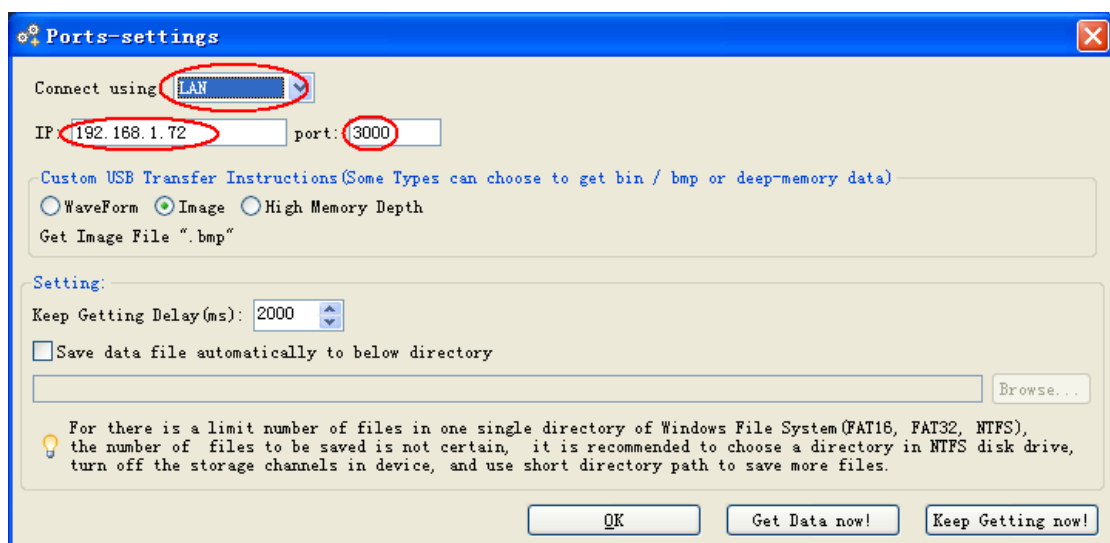 Ports-settings
Connect using: LAN
IP: 192.168.1.72 port: 3000
Custom USB Transfer Instructions(Some Types can choose to get bin / bmp or deep-memory data)
WaveForm Image High Memory Depth
Get Image File ".bmp"
Setting:
Keep Getting Delay(ms): 2000
Save data file automatically to below directory
Browse...
For there is a limit number of files in one single directory of Windows File System(FAT16, FAT32, NTFS),
the number of files to be saved is not certain, it is recommended to choose a directory in NTFS disk drive,
turn off the storage channels in device, and use short directory path to save more files.
OK Get Data now! Keep Getting now!